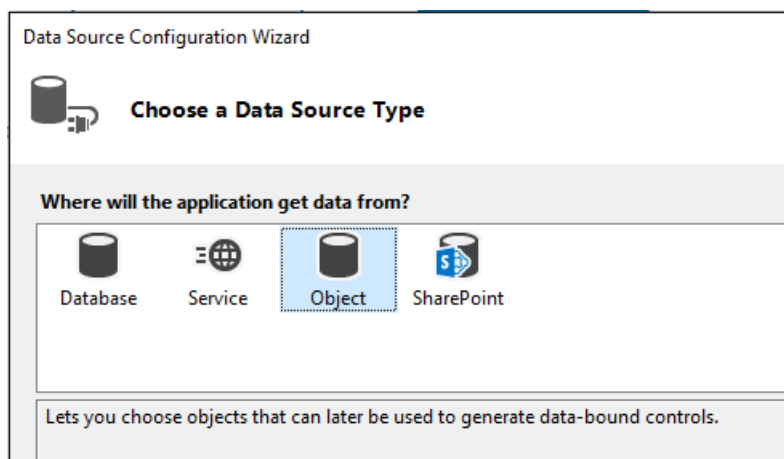 Data Source Configuration Wizard
Choose a Data Source Type
Where will the application get data from?
Database Service Object SharePoint
Lets you choose objects that can later be used to generate data-bound controls.